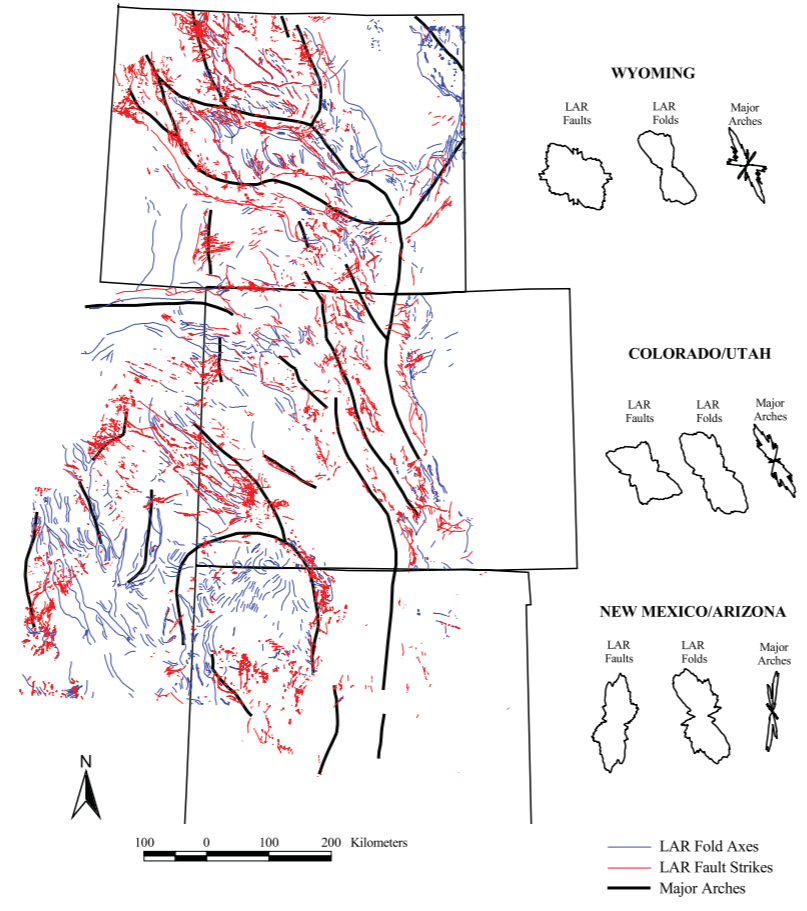 WYOMING
LAR
Faults
LAR
Folds
Major
Arches
COLORADO/UTAH
LAR
Faults
LAR
Folds
Major
Arches
NEW MEXICO/ARIZONA
LAR
Faults
LAR
Folds
Major
Arches
N
100 0 100 200 Kilometers
LAR Fold Axes
LAR Fault Strikes
Major Arches